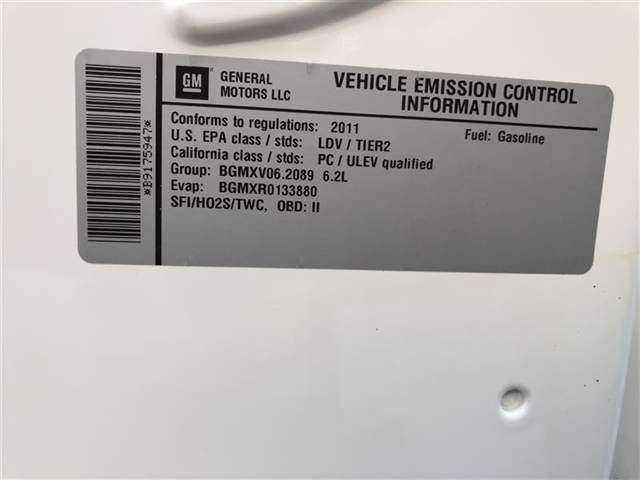 *B9175947*
GM
GENERAL MOTORS LLC
VEHICLE EMISSION CONTROL INFORMATION
Conforms to regulations: 2011
Fuel: Gasoline
U.S. EPA class / stds: LDV / TIER2
California class / stds: PC / ULEV qualified
Group: BGMXV06.2089 6.2L
Evap: BGMXR0133880
SFI/HO2S/TWC, OBD: II